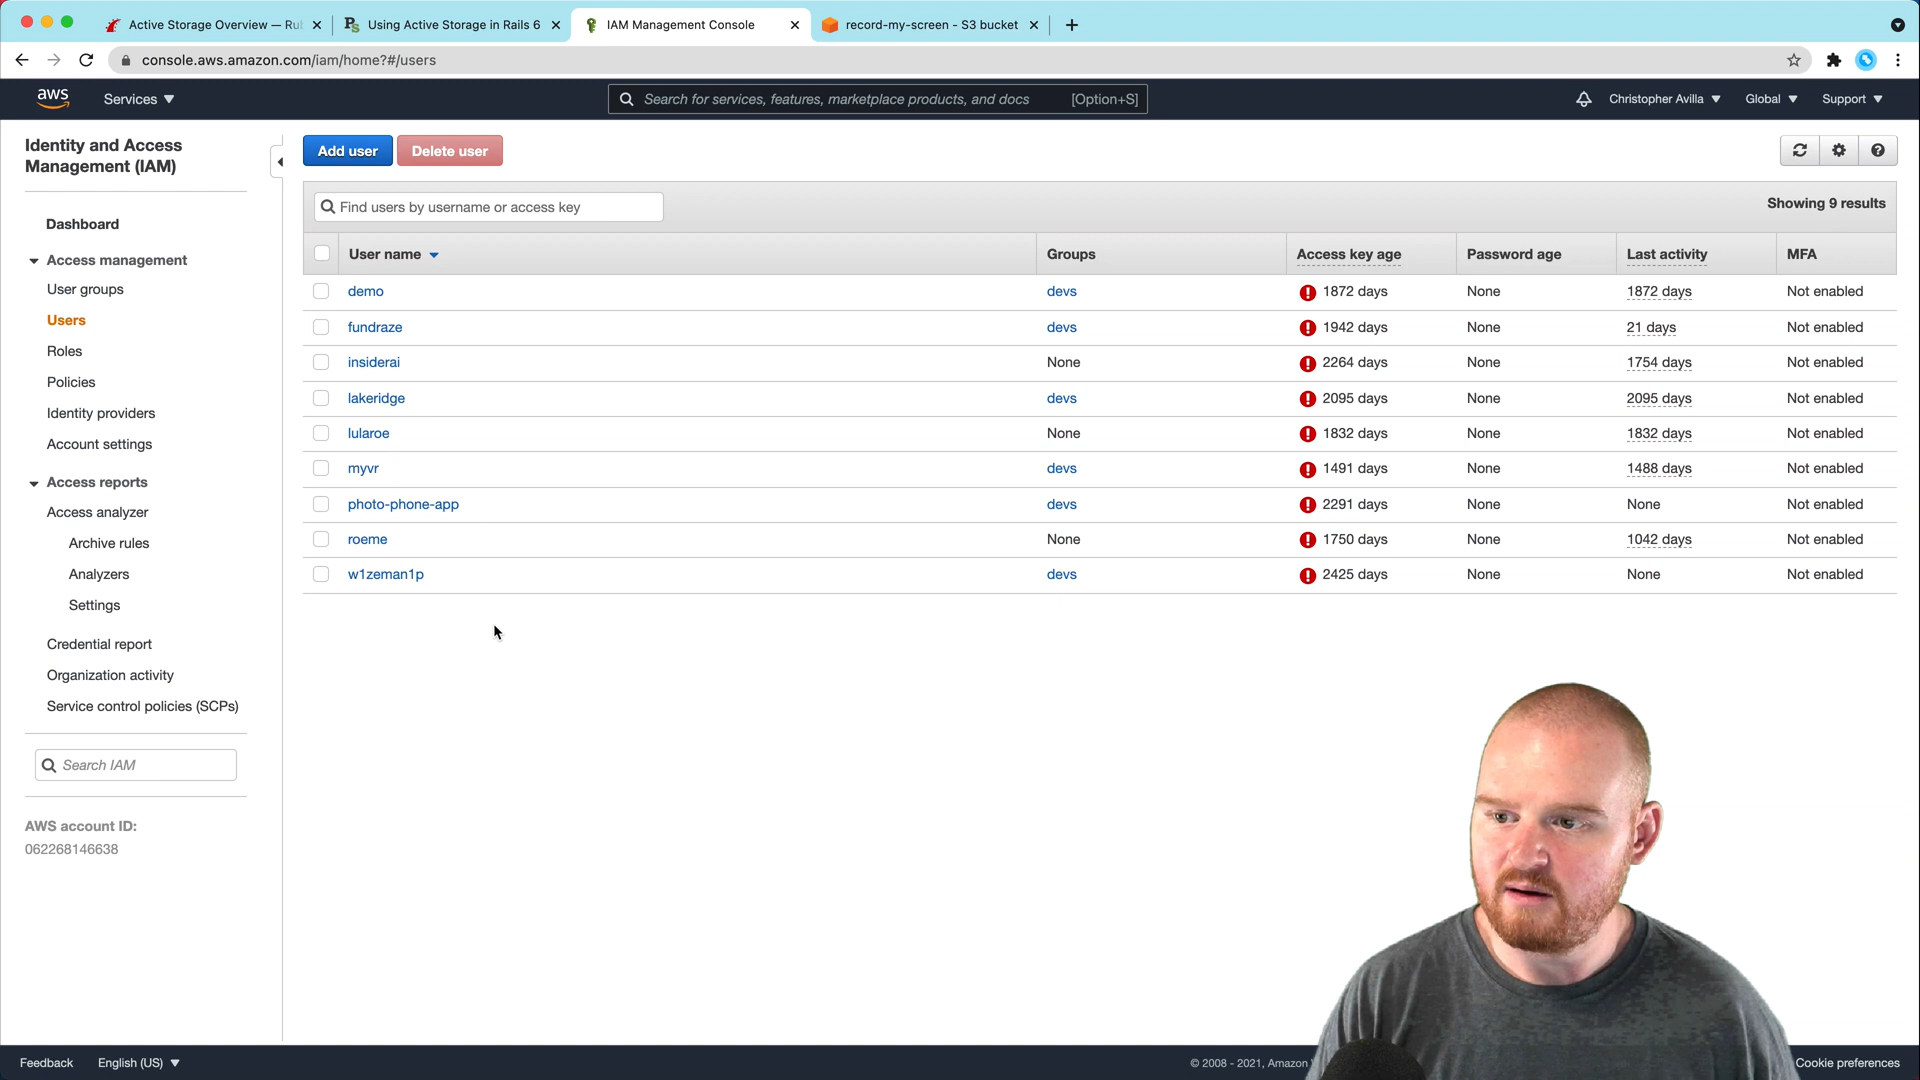 Active Storage Overview — Ru
Using Active Storage in Rails 6
IAM Management Console
record-my-screen - S3 bucket
console.aws.amazon.com/iam/home?#/users
aws
Services
Search for services, features, marketplace products, and docs [Option+S]
Christopher Avilla
Global
Support
Identity and Access
Management (IAM)
Dashboard
Access management
User groups
Users
Roles
Policies
Identity providers
Account settings
Access reports
Access analyzer
Archive rules
Analyzers
Settings
Credential report
Organization activity
Service control policies (SCPs)
Search IAM
AWS account ID:
062268146638
Add user
Delete user
Find users by username or access key
Showing 9 results
User name Groups Access key age Password age Last activity MFA
demo devs 1872 days None 1872 days Not enabled
fundraze devs 1942 days None 21 days Not enabled
insiderai None 2264 days None 1754 days Not enabled
lakeridge devs 2095 days None 2095 days Not enabled
lularoe None 1832 days None 1832 days Not enabled
myvr devs 1491 days None 1488 days Not enabled
photo-phone-app devs 2291 days None None Not enabled
roeme None 1750 days None 1042 days Not enabled
w1zeman1p devs 2425 days None None Not enabled
Feedback
English (US)
© 2008 - 2021, Amazon
Cookie preferences